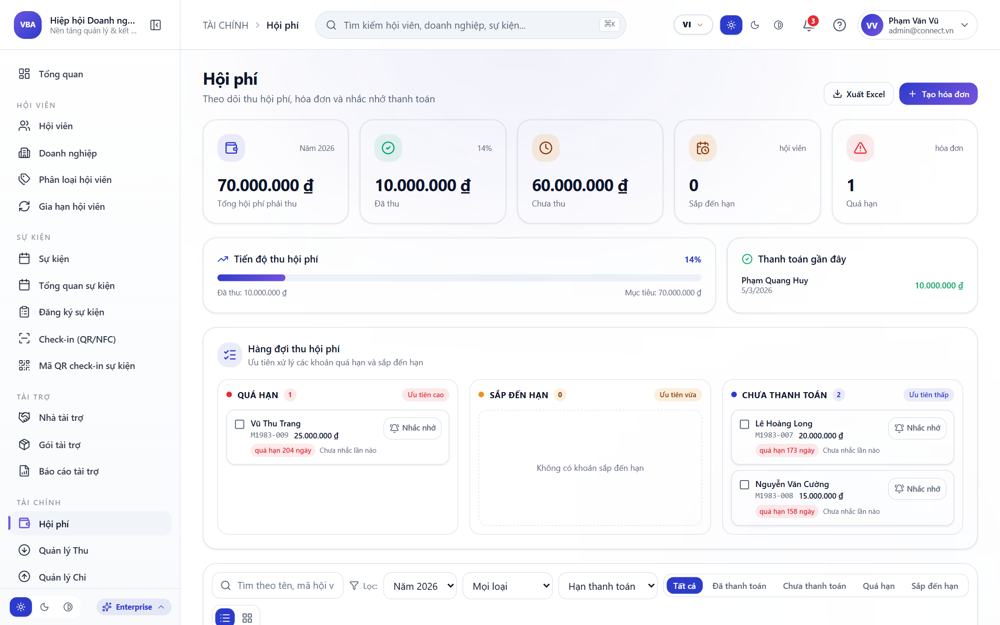 VBA
Hiệp hội Doanh ng...
Nền tảng quản lý & kết ...
TÀI CHÍNH > Hội phí
Tìm kiếm hội viên, doanh nghiệp, sự kiện...
⌘K
VI
3
VV
Phạm Văn Vũ
admin@connect.vn
Tổng quan
HỘI VIÊN
Hội viên
Doanh nghiệp
Phân loại hội viên
Gia hạn hội viên
SỰ KIỆN
Sự kiện
Tổng quan sự kiện
Đăng ký sự kiện
Check-in (QR/NFC)
Mã QR check-in sự kiện
TÀI TRỢ
Nhà tài trợ
Gói tài trợ
Báo cáo tài trợ
TÀI CHÍNH
Hội phí
Quản lý Thu
Quản lý Chi
Enterprise
Hội phí
Theo dõi thu hội phí, hóa đơn và nhắc nhở thanh toán
Xuất Excel
Tạo hóa đơn
Năm 2026
70.000.000 ₫
Tổng hội phí phải thu
14%
10.000.000 ₫
Đã thu
60.000.000 ₫
Chưa thu
hội viên
0
Sắp đến hạn
hóa đơn
1
Quá hạn
Tiến độ thu hội phí
14%
Đã thu: 10.000.000 ₫
Mục tiêu: 70.000.000 ₫
Thanh toán gần đây
Phạm Quang Huy
5/3/2026
10.000.000 ₫
Hàng đợi thu hội phí
Ưu tiên xử lý các khoản quá hạn và sắp đến hạn
QUÁ HẠN 1
Ưu tiên cao
Vũ Thu Trang
M1983-009 25.000.000 ₫
quá hạn 204 ngày Chưa nhắc lần nào
Nhắc nhở
SẮP ĐẾN HẠN 0
Ưu tiên vừa
Không có khoản sắp đến hạn
CHƯA THANH TOÁN 2
Ưu tiên thấp
Lê Hoàng Long
M1983-007 20.000.000 ₫
quá hạn 173 ngày Chưa nhắc lần nào
Nhắc nhở
Nguyễn Văn Cường
M1983-008 15.000.000 ₫
quá hạn 158 ngày Chưa nhắc lần nào
Nhắc nhở
Tìm theo tên, mã hội v
Lọc:
Năm 2026
Mọi loại
Hạn thanh toán
Tất cả
Đã thanh toán
Chưa thanh toán
Quá hạn
Sắp đến hạn